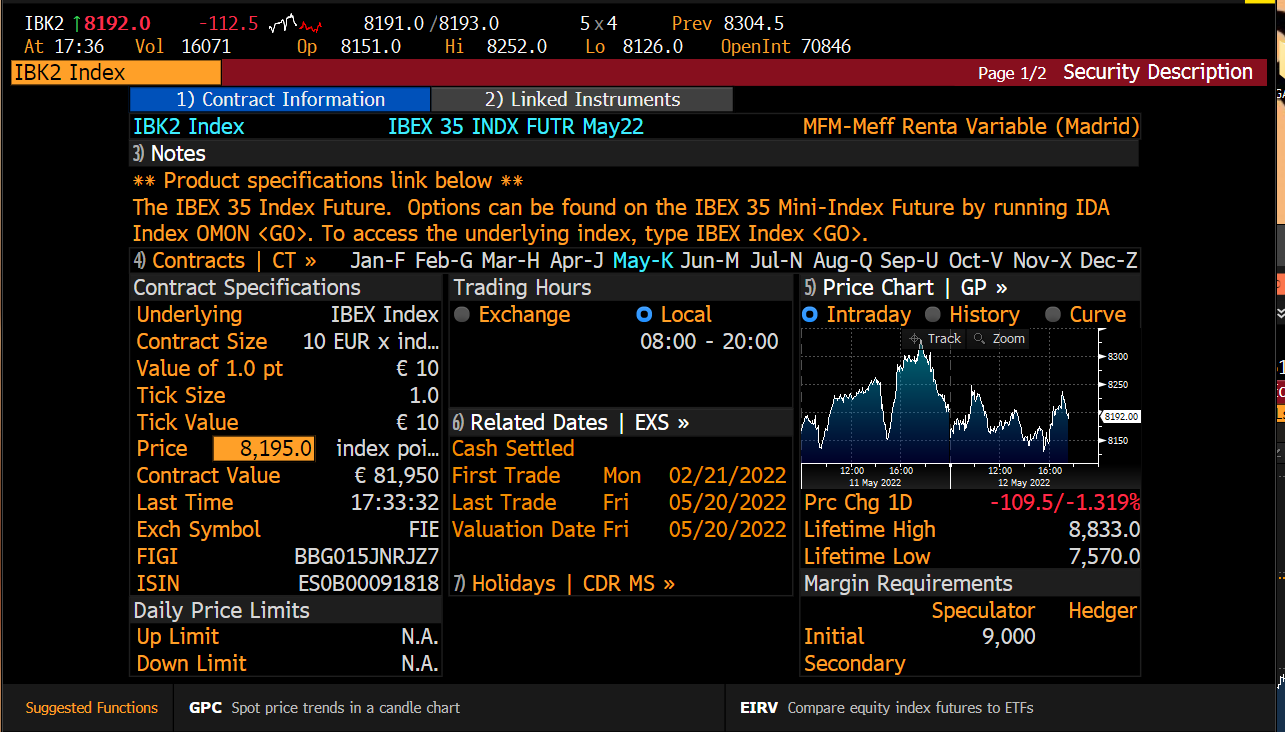 IBK2 ↑8192.0 -112.5 8191.0 /8193.0 5 x 4 Prev 8304.5
At 17:36 Vol 16071 Op 8151.0 Hi 8252.0 Lo 8126.0 OpenInt 70846
IBK2 Index Page 1/2 Security Description
1) Contract Information 2) Linked Instruments
IBK2 Index IBEX 35 INDX FUTR May22 MFM-Meff Renta Variable (Madrid)
3) Notes
** Product specifications link below **
The IBEX 35 Index Future. Options can be found on the IBEX 35 Mini-Index Future by running IDA
Index OMON <GO>. To access the underlying index, type IBEX Index <GO>.
4) Contracts | CT » Jan-F Feb-G Mar-H Apr-J May-K Jun-M Jul-N Aug-Q Sep-U Oct-V Nov-X Dec-Z
Contract Specifications
Underlying IBEX Index
Contract Size 10 EUR x ind...
Value of 1.0 pt € 10
Tick Size 1.0
Tick Value € 10
Price 8,195.0 index poi...
Contract Value € 81,950
Last Time 17:33:32
Exch Symbol FIE
FIGI BBG015JNRJZ7
ISIN ES0B00091818
Daily Price Limits
Up Limit N.A.
Down Limit N.A.
Trading Hours
Exchange Local
08:00 - 20:00
6) Related Dates | EXS »
Cash Settled
First Trade Mon 02/21/2022
Last Trade Fri 05/20/2022
Valuation Date Fri 05/20/2022
7) Holidays | CDR MS »
5) Price Chart | GP »
Intraday History Curve
Track Zoom
8300
8250
8192.00
8150
12:00 16:00 12:00 16:00
11 May 2022 12 May 2022
Prc Chg 1D -109.5/-1.319%
Lifetime High 8,833.0
Lifetime Low 7,570.0
Margin Requirements
Speculator Hedger
Initial 9,000
Secondary
Suggested Functions GPC Spot price trends in a candle chart EIRV Compare equity index futures to ETFs